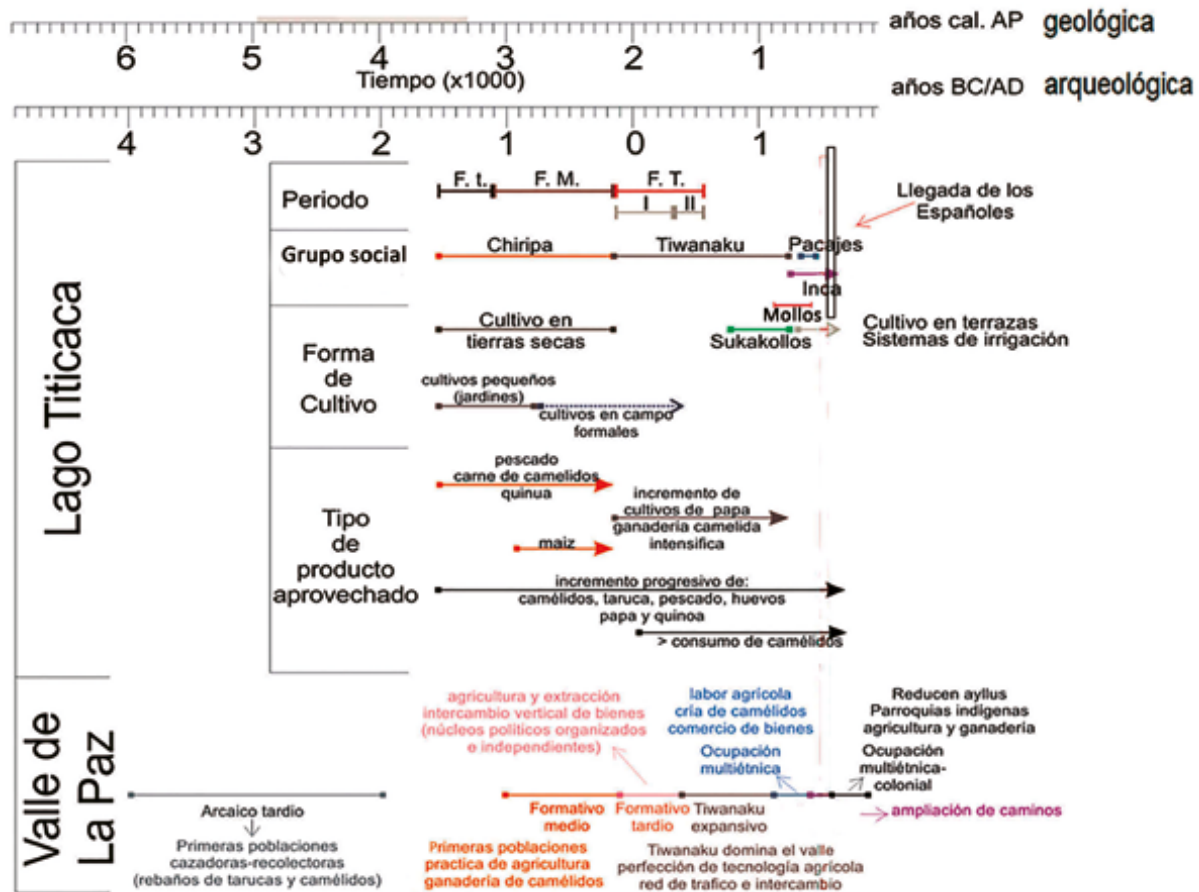 años cal. AP geológica
6 5 4 3 2 1
Tiempo (x1000)
años BC/AD arqueológica
4 3 2 1 0 1
Lago Titicaca
Periodo
F. t. F. M. F. T.
I II
Llegada de los
Españoles
Grupo social
Chiripa Tiwanaku Pacajes
Inca
Mollos
Forma
de
Cultivo
Cultivo en
tierras secas
Sukakollos
Cultivo en terrazas
Sistemas de irrigación
cultivos pequeños
(jardines)
cultivos en campo
formales
Tipo
de
producto
aprovechado
pescado
carne de camelidos
quinua
incremento de
cultivos de papa
ganadería camelida
intensifica
maiz
incremento progresivo de:
camélidos, taruca, pescado, huevos
papa y quinoa
> consumo de camélidos
Valle de
La Paz
agricultura y extracción
intercambio vertical de bienes
(núcleos políticos organizados
e independientes)
labor agrícola
cria de camélidos
comercio de bienes
Ocupación
multiétnica
Reducen ayllus
Parroquias indígenas
agricultura y ganadería
Ocupación
multiétnica-
colonial
Arcaico tardio
Primeras poblaciones
cazadoras-recolectoras
(rebaños de tarucas y camélidos)
Formativo
medio
Formativo
tardio
Tiwanaku
expansivo
ampliación de caminos
Primeras poblaciones
practica de agricultura
ganadería de camélidos
Tiwanaku domina el valle
perfección de tecnología agrícola
red de trafico e intercambio